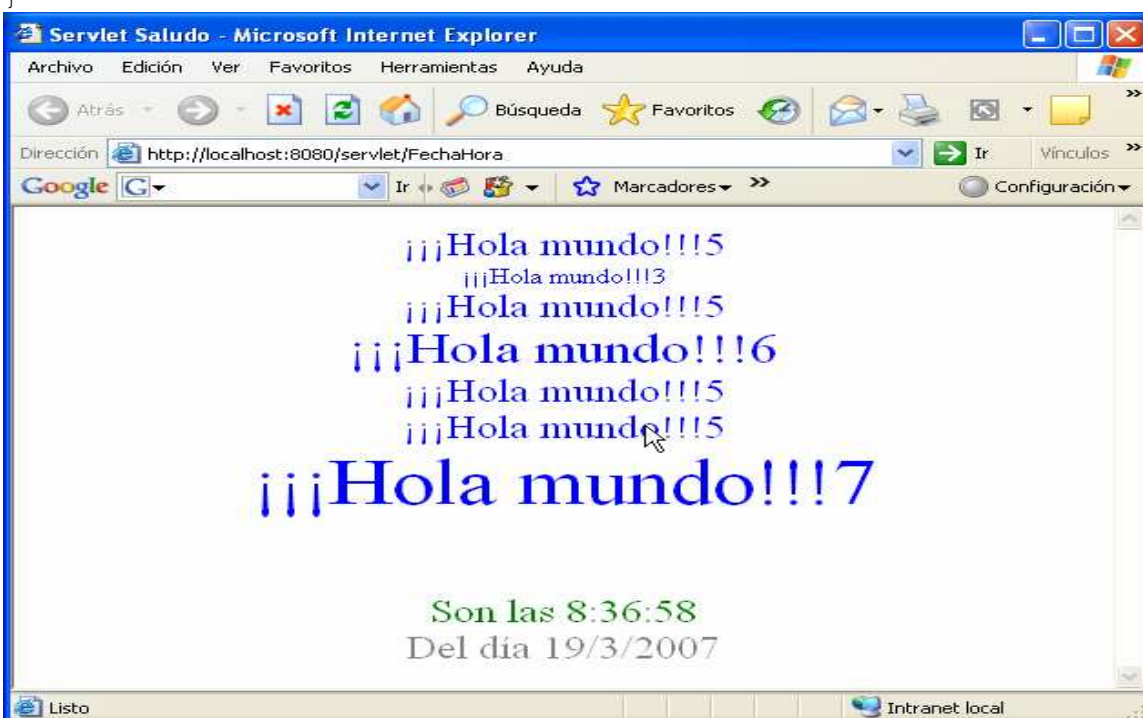 }
Servlet Saludo - Microsoft Internet Explorer
Archivo Edición Ver Favoritos Herramientas Ayuda
Atrás Búsqueda Favoritos »
Dirección http://localhost:8080/servlet/FechaHora Ir Vínculos »
Google G Ir Marcadores » Configuración
¡¡¡Hola mundo!!!5
¡¡¡Hola mundo!!!3
¡¡¡Hola mundo!!!5
¡¡¡Hola mundo!!!6
¡¡¡Hola mundo!!!5
¡¡¡Hola mundo!!!5
¡¡¡Hola mundo!!!7
Son las 8:36:58
Del día 19/3/2007
Listo Intranet local